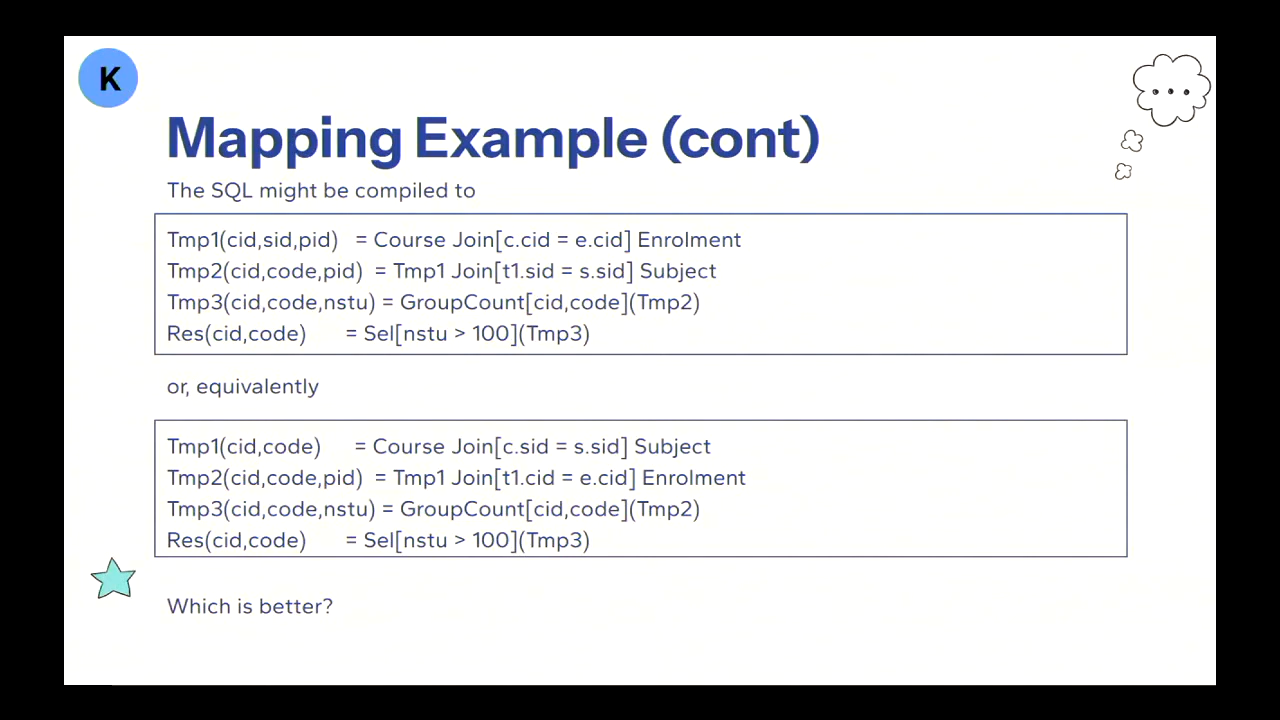 K
Mapping Example (cont)
The SQL might be compiled to
Tmp1(cid,sid,pid) = Course Join[c.cid = e.cid] Enrolment
Tmp2(cid,code,pid) = Tmp1 Join[t1.sid = s.sid] Subject
Tmp3(cid,code,nstu) = GroupCount[cid,code](Tmp2)
Res(cid,code) = Sel[nstu > 100](Tmp3)
or, equivalently
Tmp1(cid,code) = Course Join[c.sid = s.sid] Subject
Tmp2(cid,code,pid) = Tmp1 Join[t1.cid = e.cid] Enrolment
Tmp3(cid,code,nstu) = GroupCount[cid,code](Tmp2)
Res(cid,code) = Sel[nstu > 100](Tmp3)
Which is better?